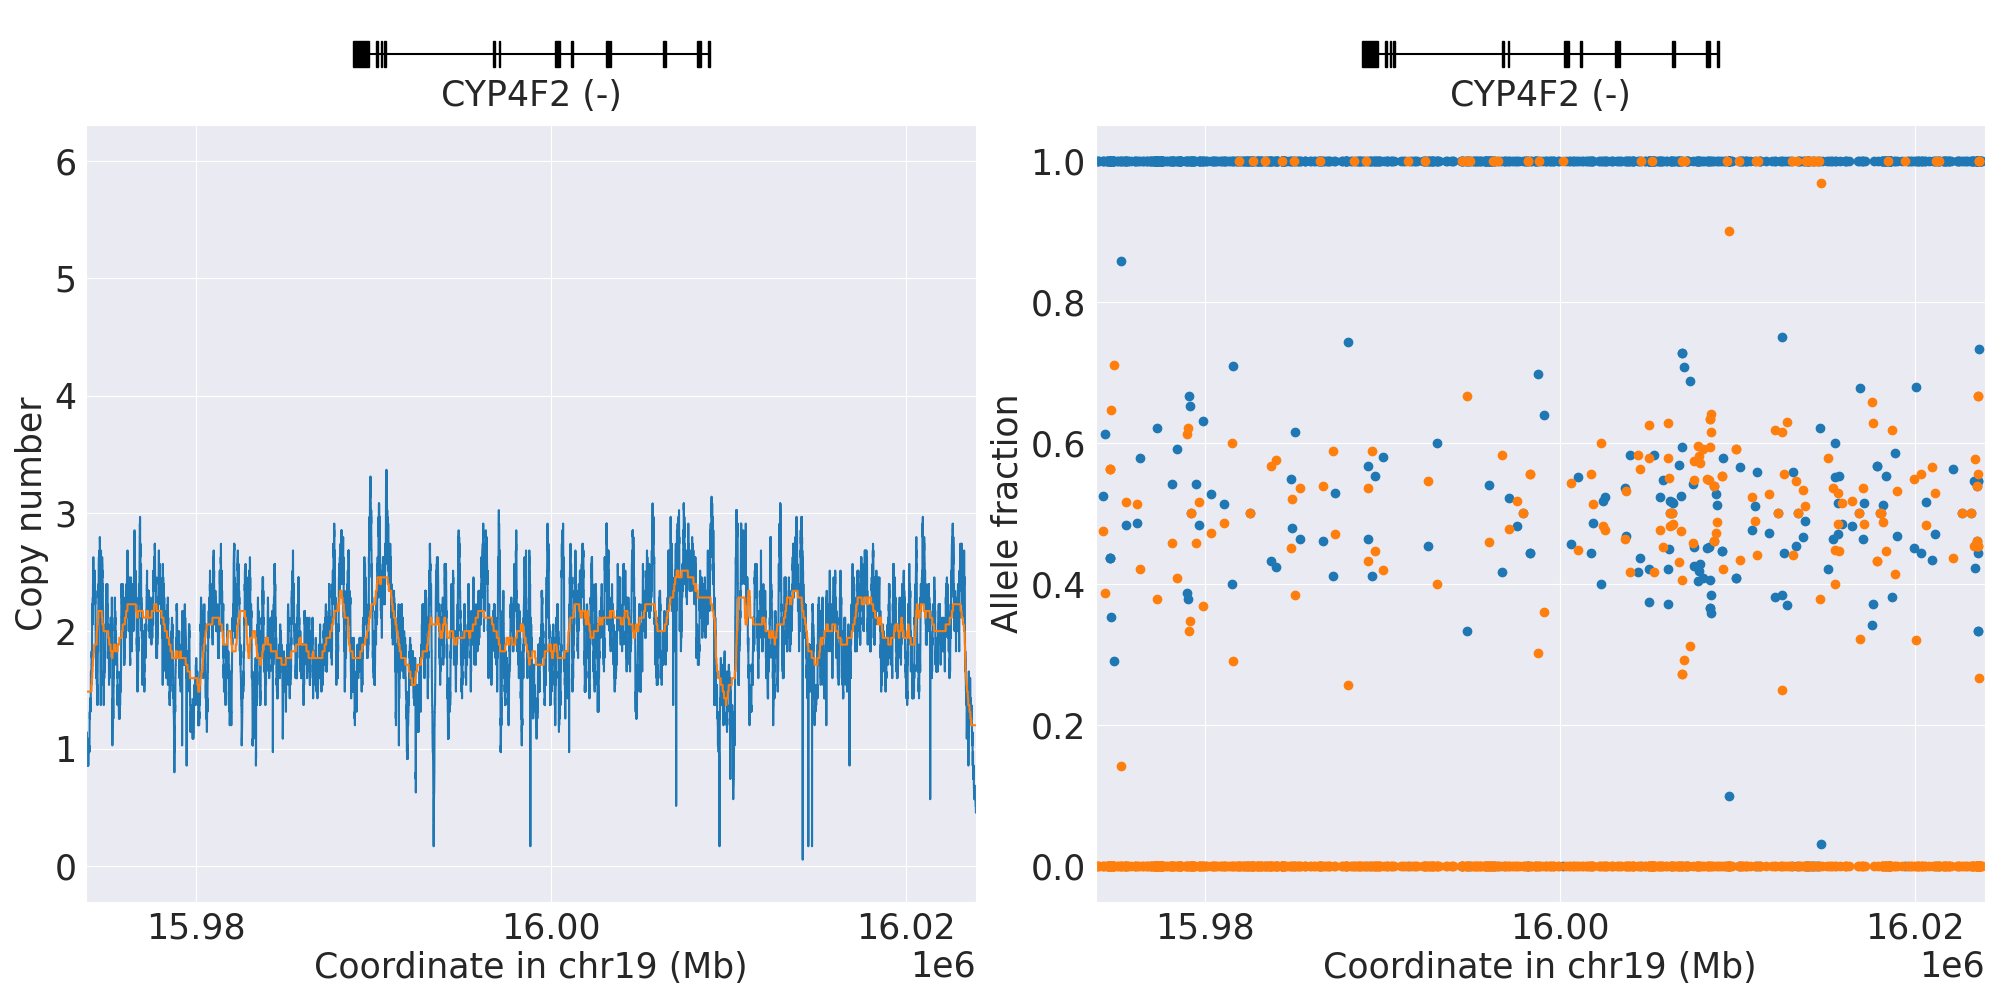 CYP4F2 (-)
6
5
4
3
2
1
0
Copy number
15.98
16.00
16.02
Coordinate in chr19 (Mb)
1e6
CYP4F2 (-)
1.0
0.8
0.6
0.4
0.2
0.0
Allele fraction
15.98
16.00
16.02
Coordinate in chr19 (Mb)
1e6